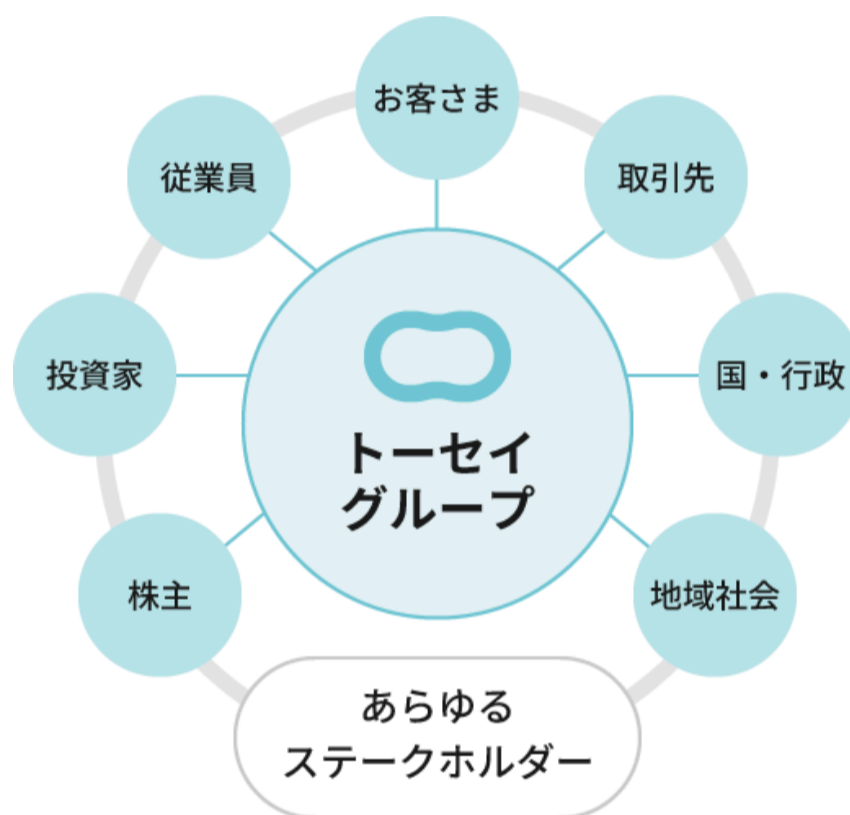 お客さま
従業員
取引先
投資家
国・行政
トーセイ
グループ
株主
地域社会
あらゆる
ステークホルダー